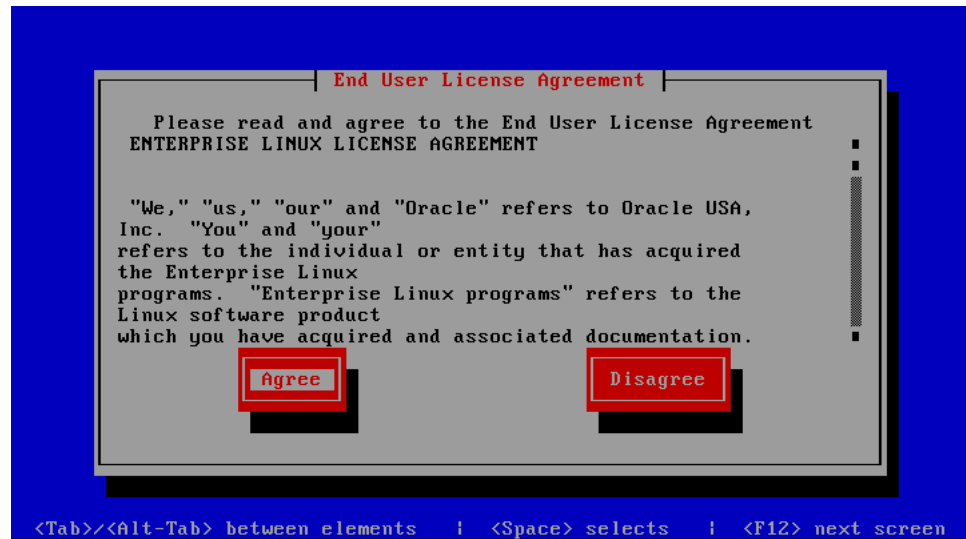 End User License Agreement
Please read and agree to the End User License Agreement
ENTERPRISE LINUX LICENSE AGREEMENT
"We," "us," "our" and "Oracle" refers to Oracle USA,
Inc.  "You" and "your"
refers to the individual or entity that has acquired
the Enterprise Linux
programs.  "Enterprise Linux programs" refers to the
Linux software product
which you have acquired and associated documentation.
Agree Disagree
<Tab>/<Alt-Tab> between elements | <Space> selects | <F12> next screen